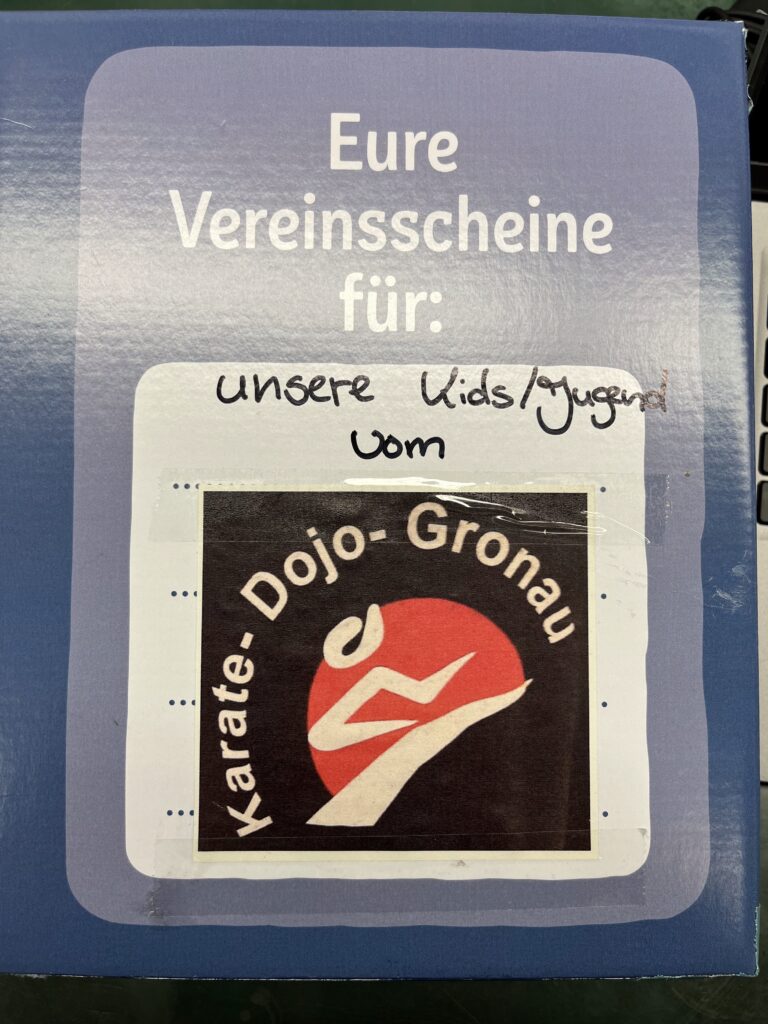 Eure
Vereinsscheine
für:
unsere Kids/Jugend
vom
Karate-Dojo-Gronau